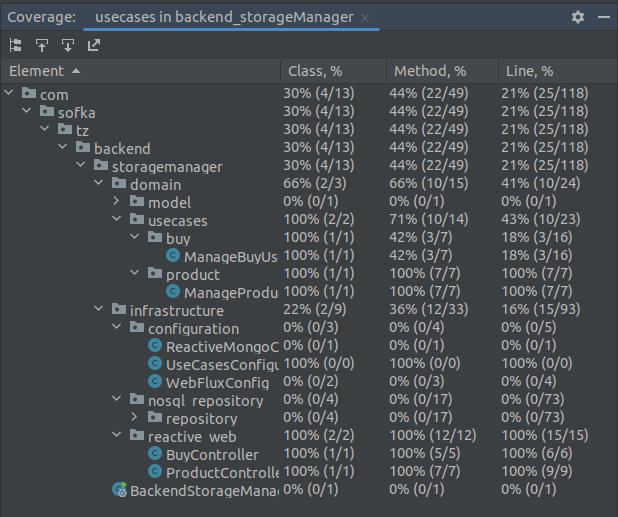 Coverage: usecases in backend_storageManager
Element Class, % Method, % Line, %
com 30% (4/13) 44% (22/49) 21% (25/118)
sofka 30% (4/13) 44% (22/49) 21% (25/118)
tz 30% (4/13) 44% (22/49) 21% (25/118)
backend 30% (4/13) 44% (22/49) 21% (25/118)
storagemanager 30% (4/13) 44% (22/49) 21% (25/118)
domain 66% (2/3) 66% (10/15) 41% (10/24)
model 0% (0/1) 0% (0/1) 0% (0/1)
usecases 100% (2/2) 71% (10/14) 43% (10/23)
buy 100% (1/1) 42% (3/7) 18% (3/16)
ManageBuyUs 100% (1/1) 42% (3/7) 18% (3/16)
product 100% (1/1) 100% (7/7) 100% (7/7)
ManageProdu 100% (1/1) 100% (7/7) 100% (7/7)
infrastructure 22% (2/9) 36% (12/33) 16% (15/93)
configuration 0% (0/3) 0% (0/4) 0% (0/5)
ReactiveMongoC 0% (0/1) 0% (0/1) 0% (0/1)
UseCasesConfigu 100% (0/0) 100% (0/0) 100% (0/0)
WebFluxConfig 0% (0/2) 0% (0/3) 0% (0/4)
nosql_repository 0% (0/4) 0% (0/17) 0% (0/73)
repository 0% (0/4) 0% (0/17) 0% (0/73)
reactive_web 100% (2/2) 100% (12/12) 100% (15/15)
BuyController 100% (1/1) 100% (5/5) 100% (6/6)
ProductControlle 100% (1/1) 100% (7/7) 100% (9/9)
BackendStorageMana 0% (0/1) 0% (0/1) 0% (0/1)